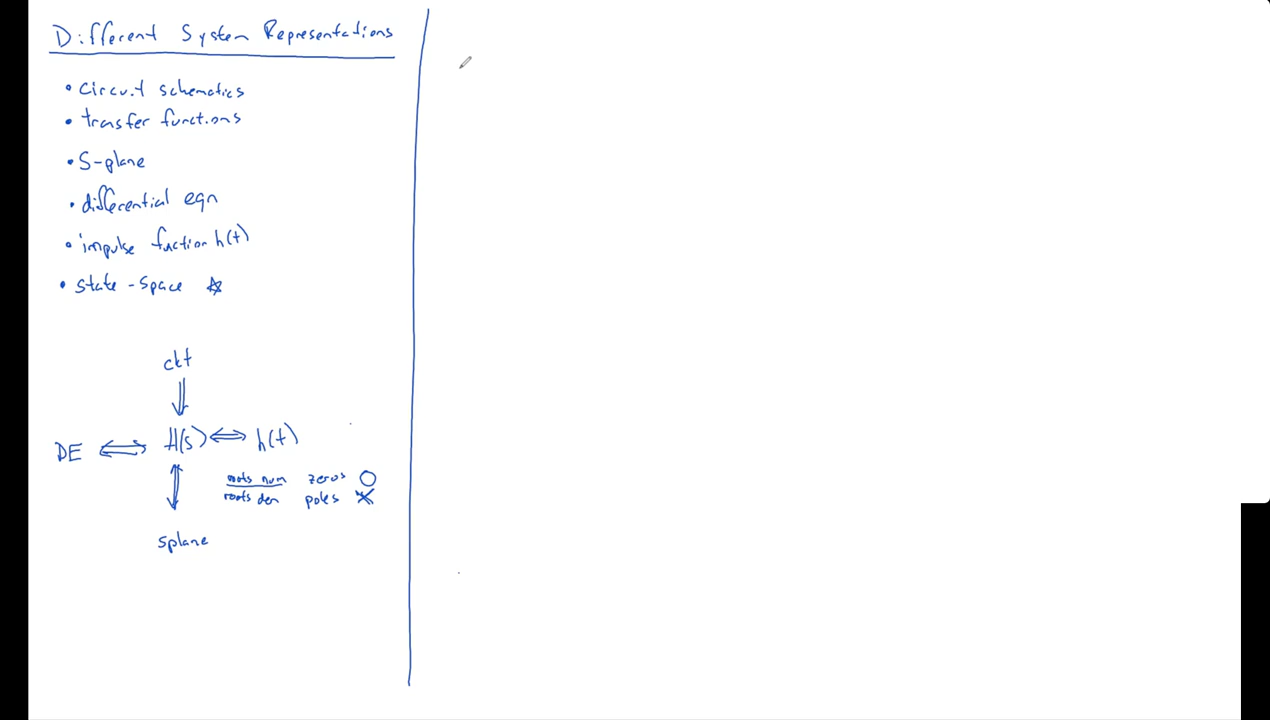 Different System Representations
• circuit schematics
• transfer functions
• S-plane
• differential eqn
• impulse fuction h(t)
• state-space ☆
ckt
DE ⇔ H(s) ⇔ h(t)
roots num zeros ○
roots den poles ×
splane